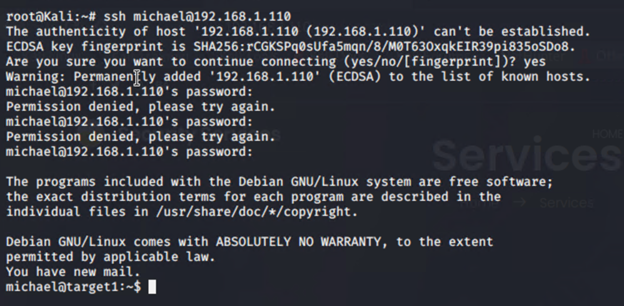 root@Kali:~# ssh michael@192.168.1.110
The authenticity of host '192.168.1.110 (192.168.1.110)' can't be established.
ECDSA key fingerprint is SHA256:rCGKSPq0sUfa5mqn/8/M0T63OxqkEIR39pi835oSDo8.
Are you sure you want to continue connecting (yes/no/[fingerprint])? yes
Warning: Permanently added '192.168.1.110' (ECDSA) to the list of known hosts.
michael@192.168.1.110's password:
Permission denied, please try again.
michael@192.168.1.110's password:
Permission denied, please try again.
michael@192.168.1.110's password:
HOME
Services
Services
The programs included with the Debian GNU/Linux system are free software;
the exact distribution terms for each program are described in the
individual files in /usr/share/doc/*/copyright.
Debian GNU/Linux comes with ABSOLUTELY NO WARRANTY, to the extent
permitted by applicable law.
You have new mail.
michael@target1:~$